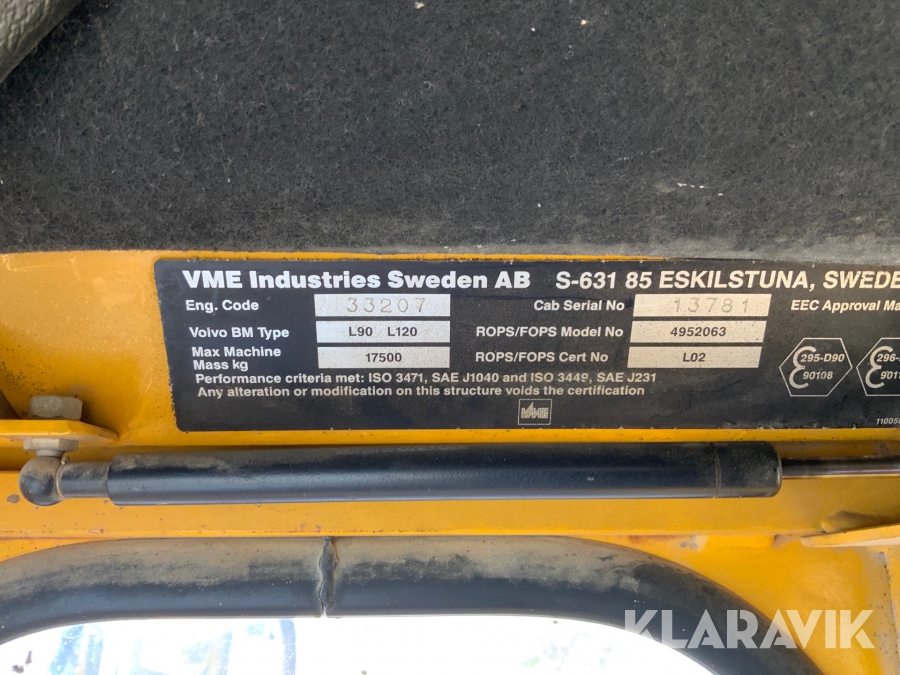 VME Industries Sweden AB S-631 85 ESKILSTUNA, SWEDE
Eng. Code 33207 Cab Serial No 13781 EEC Approval Ma
Volvo BM Type L90 L120 ROPS/FOPS Model No 4952063
Max Machine Mass kg 17500 ROPS/FOPS Cert No L02
295-D90
90108
296-
9011
Performance criteria met: ISO 3471, SAE J1040 and ISO 3449, SAE J231
Any alteration or modification on this structure voids the certification
VME
KLARAVIK